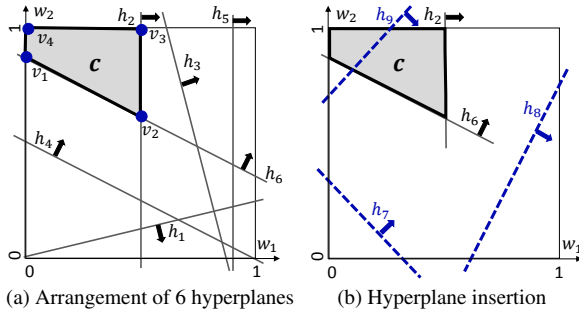 w₂ h₂ h₅
1 v₄ v₃
c h₃
v₁
v₂
h₄ h₆
h₁
0 w₁
0 1
(a) Arrangement of 6 hyperplanes
w₂ h₉ h₂
1
c
h₆ h₈
h₇
0 w₁
0 1
(b) Hyperplane insertion